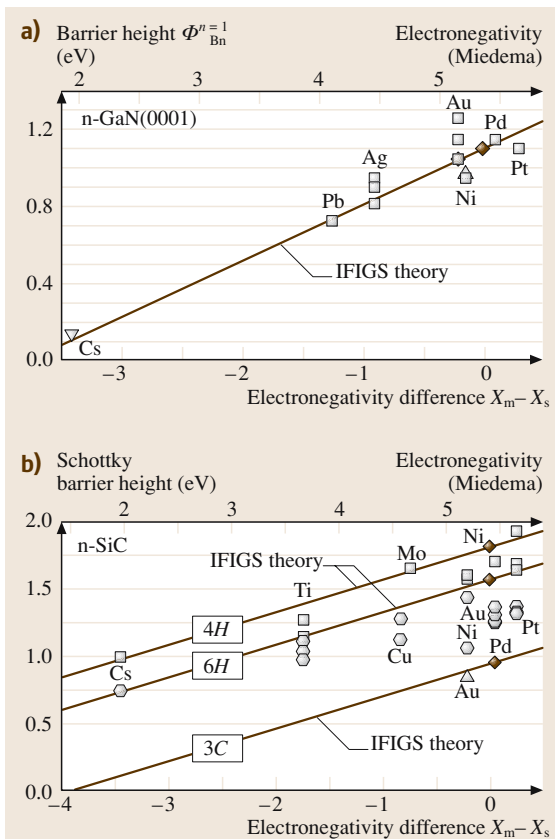 a) Barrier height Φ^{n = 1}_{Bn} Electronegativity
(eV) (Miedema)
2 3 4 5
n-GaN(0001)
1.2
0.8
0.4
0.0
Au
Pd
Ag
Pt
Pb
Ni
IFIGS theory
Cs
−3 −2 −1 0
Electronegativity difference X_m − X_s
b) Schottky Electronegativity
barrier height (eV) (Miedema)
2 3 4 5
2.0
1.5
1.0
0.5
0.0
n-SiC
Ni
IFIGS theory
Mo
Ti
4H
Au
Pt
Cs
6H
Cu
Ni
Pd
3C
Au
IFIGS theory
−4 −3 −2 −1 0
Electronegativity difference X_m − X_s